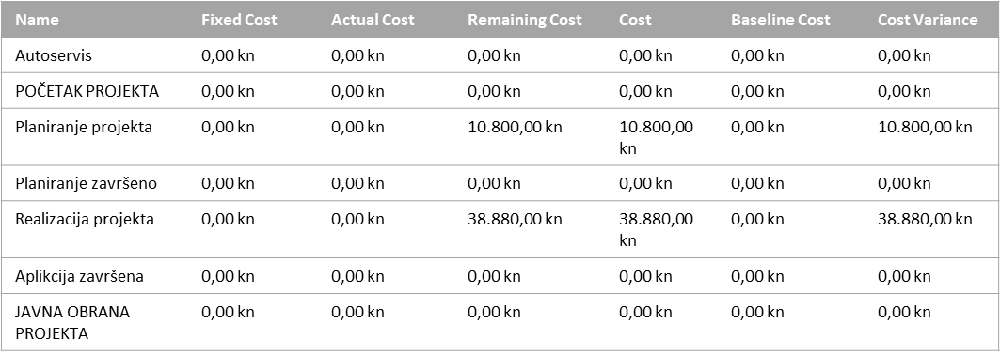 Name Fixed Cost Actual Cost Remaining Cost Cost Baseline Cost Cost Variance
Autoservis 0,00 kn 0,00 kn 0,00 kn 0,00 kn 0,00 kn 0,00 kn
POČETAK PROJEKTA 0,00 kn 0,00 kn 0,00 kn 0,00 kn 0,00 kn 0,00 kn
Planiranje projekta 0,00 kn 0,00 kn 10.800,00 kn 10.800,00 0,00 kn 10.800,00 kn
kn
Planiranje završeno 0,00 kn 0,00 kn 0,00 kn 0,00 kn 0,00 kn 0,00 kn
Realizacija projekta 0,00 kn 0,00 kn 38.880,00 kn 38.880,00 0,00 kn 38.880,00 kn
kn
Aplikcija završena 0,00 kn 0,00 kn 0,00 kn 0,00 kn 0,00 kn 0,00 kn
JAVNA OBRANA 0,00 kn 0,00 kn 0,00 kn 0,00 kn 0,00 kn 0,00 kn
PROJEKTA